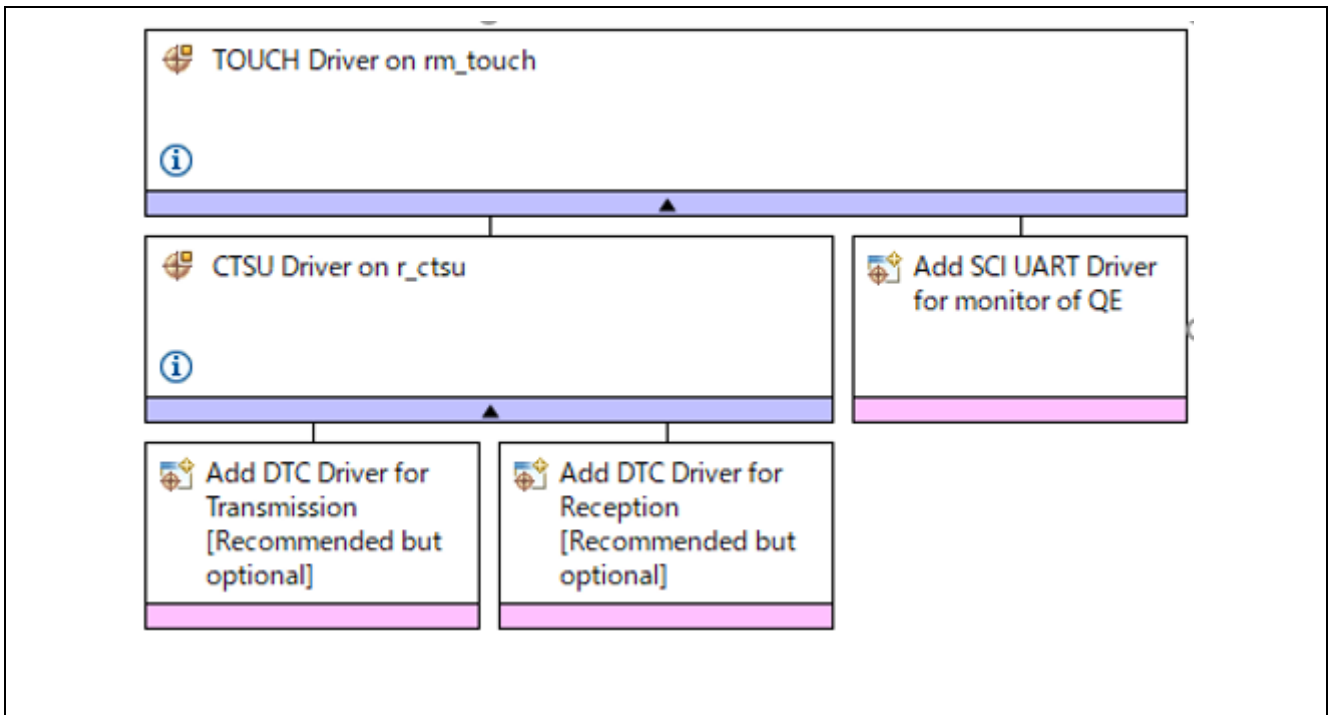 TOUCH Driver on rm_touch
CTSU Driver on r_ctsu
Add SCI UART Driver
for monitor of QE
Add DTC Driver for
Transmission
[Recommended but
optional]
Add DTC Driver for
Reception
[Recommended but
optional]